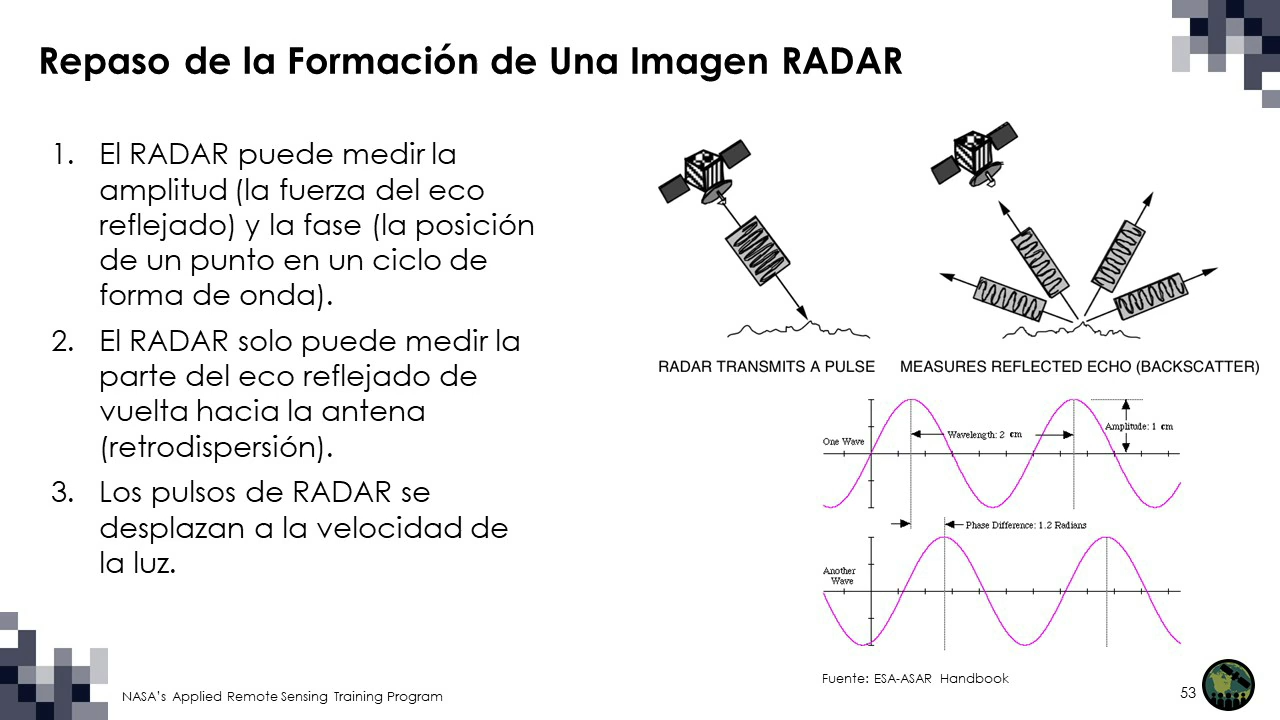 Repaso de la Formación de Una Imagen RADAR
1. El RADAR puede medir la
amplitud (la fuerza del eco
reflejado) y la fase (la posición
de un punto en un ciclo de
forma de onda).
2. El RADAR solo puede medir la
parte del eco reflejado de
vuelta hacia la antena
(retrodispersión).
3. Los pulsos de RADAR se
desplazan a la velocidad de
la luz.
RADAR TRANSMITS A PULSE
MEASURES REFLECTED ECHO (BACKSCATTER)
One Wave
Wavelength: 2 cm
Amplitude: 1 cm
Phase Difference: 1.2 Radians
Another
Wave
Fuente: ESA-ASAR Handbook
NASA's Applied Remote Sensing Training Program
53